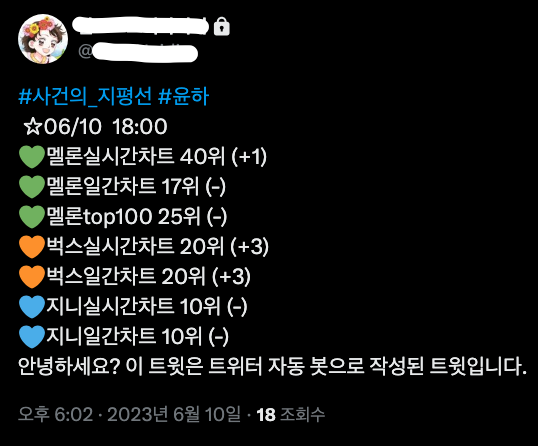 @
#사건의_지평선 #윤하
☆06/10 18:00
💚멜론실시간차트 40위 (+1)
💚멜론일간차트 17위 (-)
💚멜론top100 25위 (-)
🧡벅스실시간차트 20위 (+3)
🧡벅스일간차트 20위 (+3)
💙지니실시간차트 10위 (-)
💙지니일간차트 10위 (-)
안녕하세요? 이 트윗은 트위터 자동 봇으로 작성된 트윗입니다.
오후 6:02 · 2023년 6월 10일 · 18 조회수